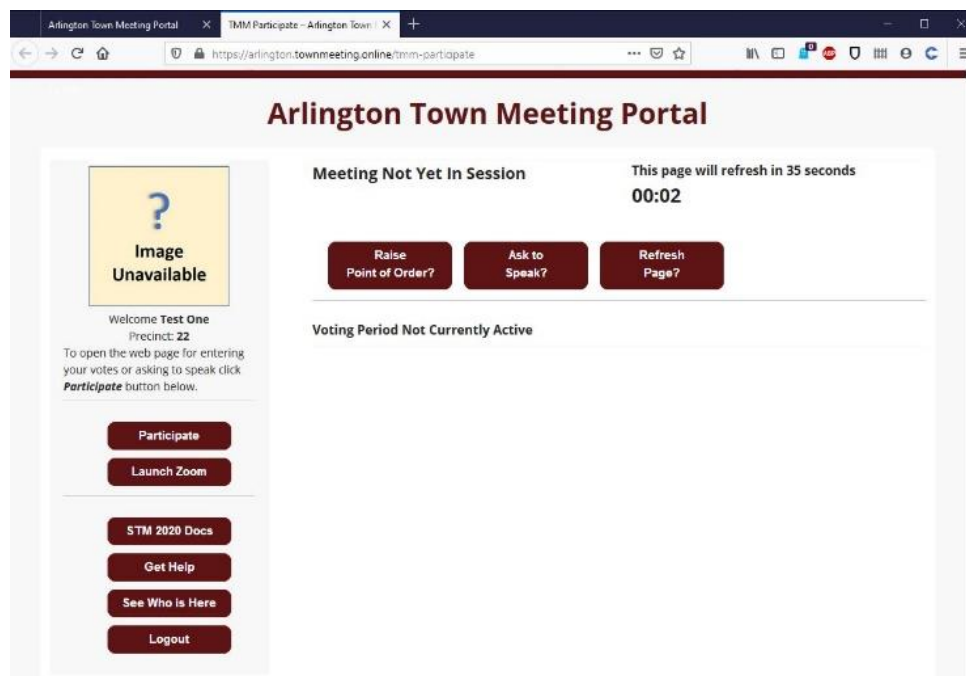 Arlington Town Meeting Portal
TMM Participate – Arlington Town
https://arlington.townmeeting.online/tmm-participate
Arlington Town Meeting Portal
?
Image
Unavailable
Welcome Test One
Precinct: 22
To open the web page for entering
your votes or asking to speak click
Participate button below.
Participate
Launch Zoom
STM 2020 Docs
Get Help
See Who is Here
Logout
Meeting Not Yet In Session
This page will refresh in 35 seconds
00:02
Raise
Point of Order?
Ask to
Speak?
Refresh
Page?
Voting Period Not Currently Active